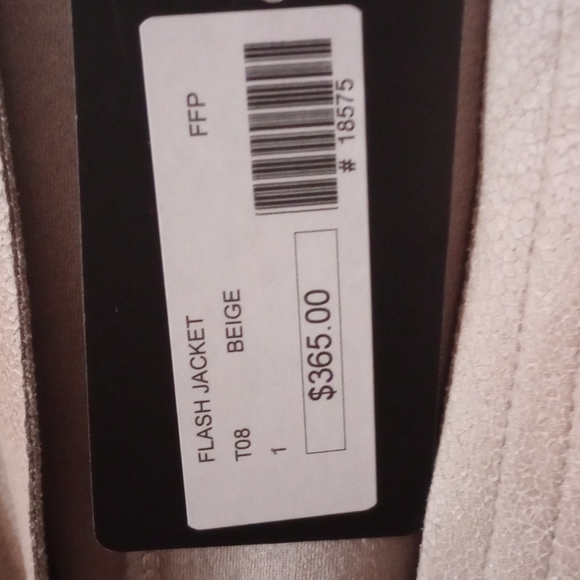 FLASH JACKET FFP
T08 BEIGE
1
$365.00
# 18575